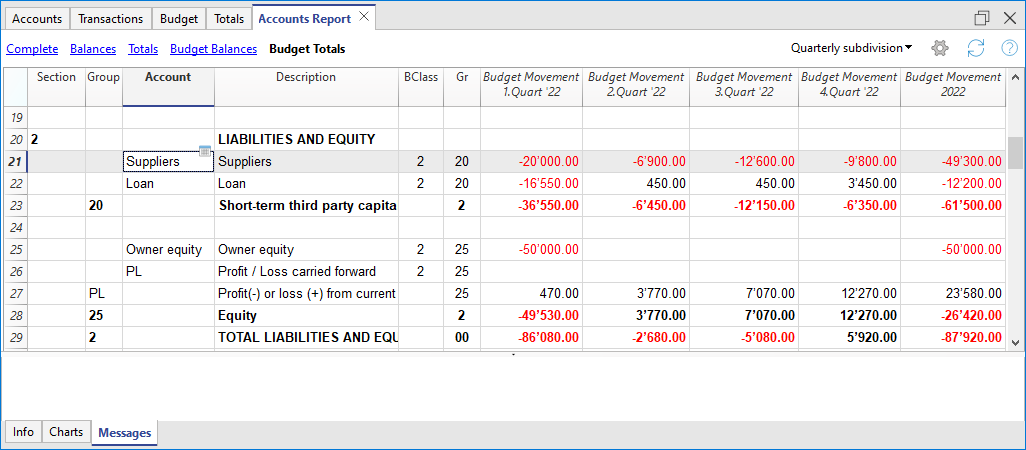 Accounts Transactions Budget Totals Accounts Report
Complete Balances Totals Budget Balances Budget Totals Quarterly subdivision
Section Group Account Description BClass Gr Budget Movement 1.Quart '22 Budget Movement 2.Quart '22 Budget Movement 3.Quart '22 Budget Movement 4.Quart '22 Budget Movement 2022
19
20 2 LIABILITIES AND EQUITY
21 Suppliers Suppliers 2 20 -20'000.00 -6'900.00 -12'600.00 -9'800.00 -49'300.00
22 Loan Loan 2 20 -16'550.00 450.00 450.00 3'450.00 -12'200.00
23 20 Short-term third party capita 2 -36'550.00 -6'450.00 -12'150.00 -6'350.00 -61'500.00
24
25 Owner equity Owner equity 2 25 -50'000.00 -50'000.00
26 PL Profit / Loss carried forward 2 25
27 PL Profit(-) or loss (+) from current 25 470.00 3'770.00 7'070.00 12'270.00 23'580.00
28 25 Equity 2 -49'530.00 3'770.00 7'070.00 12'270.00 -26'420.00
29 2 TOTAL LIABILITIES AND EQU 00 -86'080.00 -2'680.00 -5'080.00 5'920.00 -87'920.00
Info Charts Messages